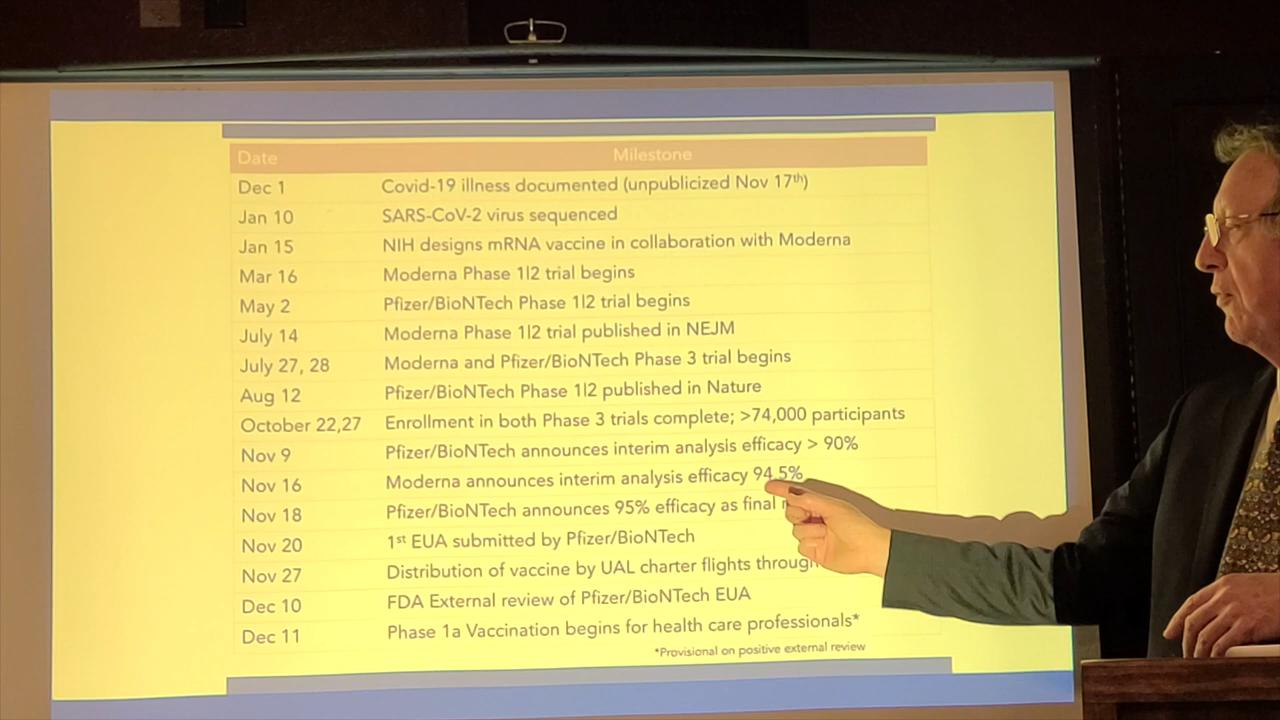 Date Milestone
Dec 1 Covid-19 illness documented (unpublicized Nov 17th)
Jan 10 SARS-CoV-2 virus sequenced
Jan 15 NIH designs mRNA vaccine in collaboration with Moderna
Mar 16 Moderna Phase 1|2 trial begins
May 2 Pfizer/BioNTech Phase 1|2 trial begins
July 14 Moderna Phase 1|2 trial published in NEJM
July 27, 28 Moderna and Pfizer/BioNTech Phase 3 trial begins
Aug 12 Pfizer/BioNTech Phase 1|2 published in Nature
October 22,27 Enrollment in both Phase 3 trials complete; >74,000 participants
Nov 9 Pfizer/BioNTech announces interim analysis efficacy > 90%
Nov 16 Moderna announces interim analysis efficacy 94.5%
Nov 18 Pfizer/BioNTech announces 95% efficacy as final
Nov 20 1st EUA submitted by Pfizer/BioNTech
Nov 27 Distribution of vaccine by UAL charter flights
Dec 10 FDA External review of Pfizer/BioNTech EUA
Dec 11 Phase 1a Vaccination begins for health care professionals*
*Provisional on positive external review